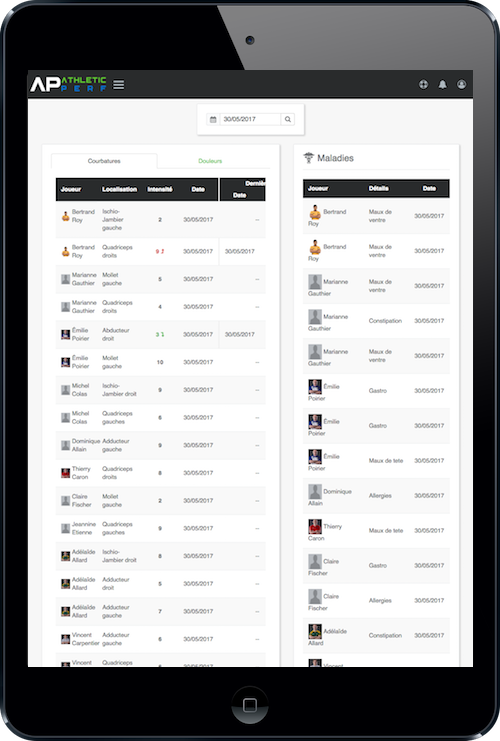 AP ATHLETIC PERF
30/05/2017
Courbatures Douleurs
Joueur Localisation Intensité Date Dernière
Date
Bertrand Roy Ischio-Jambier gauche 2 30/05/2017 --
Bertrand Roy Quadriceps droits 9 30/05/2017 30/05/2017
Marianne Gauthier Mollet gauche 5 30/05/2017 --
Marianne Gauthier Quadriceps droits 4 30/05/2017 --
Émilie Poirier Abducteur droit 3 30/05/2017 30/05/2017
Émilie Poirier Mollet gauche 10 30/05/2017 --
Michel Colas Ischio-Jambier droit 9 30/05/2017 --
Michel Colas Quadriceps gauches 6 30/05/2017 --
Dominique Allain Adducteur gauche 9 30/05/2017 --
Thierry Caron Quadriceps droits 8 30/05/2017 --
Claire Fischer Mollet gauche 2 30/05/2017 --
Jeannine Etienne Quadriceps gauches 9 30/05/2017 --
Adélaïde Allard Ischio-Jambier droit 8 30/05/2017 --
Adélaïde Allard Adducteur droit 5 30/05/2017 --
Adélaïde Allard Adducteur gauche 7 30/05/2017 --
Vincent Carpentier Adducteur gauche 6 30/05/2017 --
Vincent Quadriceps 6 30/05/2017 --
Maladies
Joueur Détails Date
Bertrand Roy Maux de ventre 30/05/2017
Bertrand Roy Maux de ventre 30/05/2017
Marianne Gauthier Maux de ventre 30/05/2017
Marianne Gauthier Constipation 30/05/2017
Marianne Gauthier Maux de ventre 30/05/2017
Émilie Poirier Gastro 30/05/2017
Émilie Poirier Gastro 30/05/2017
Émilie Poirier Maux de tete 30/05/2017
Dominique Allain Allergies 30/05/2017
Thierry Caron Maux de tete 30/05/2017
Claire Fischer Gastro 30/05/2017
Claire Fischer Allergies 30/05/2017
Adélaïde Allard Constipation 30/05/2017
Vincent